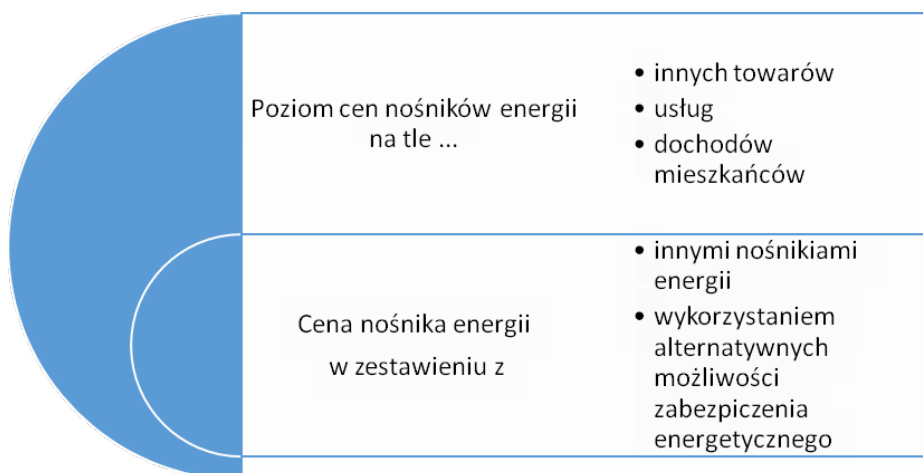 Poziom cen nośników energii
na tle ...
• innych towarów
• usług
• dochodów
mieszkańców
Cena nośnika energii
w zestawieniu z
• innymi nośnikiami
energii
• wykorzystaniem
alternatywnych
możliwości
zabezpiczenia
energetycznego